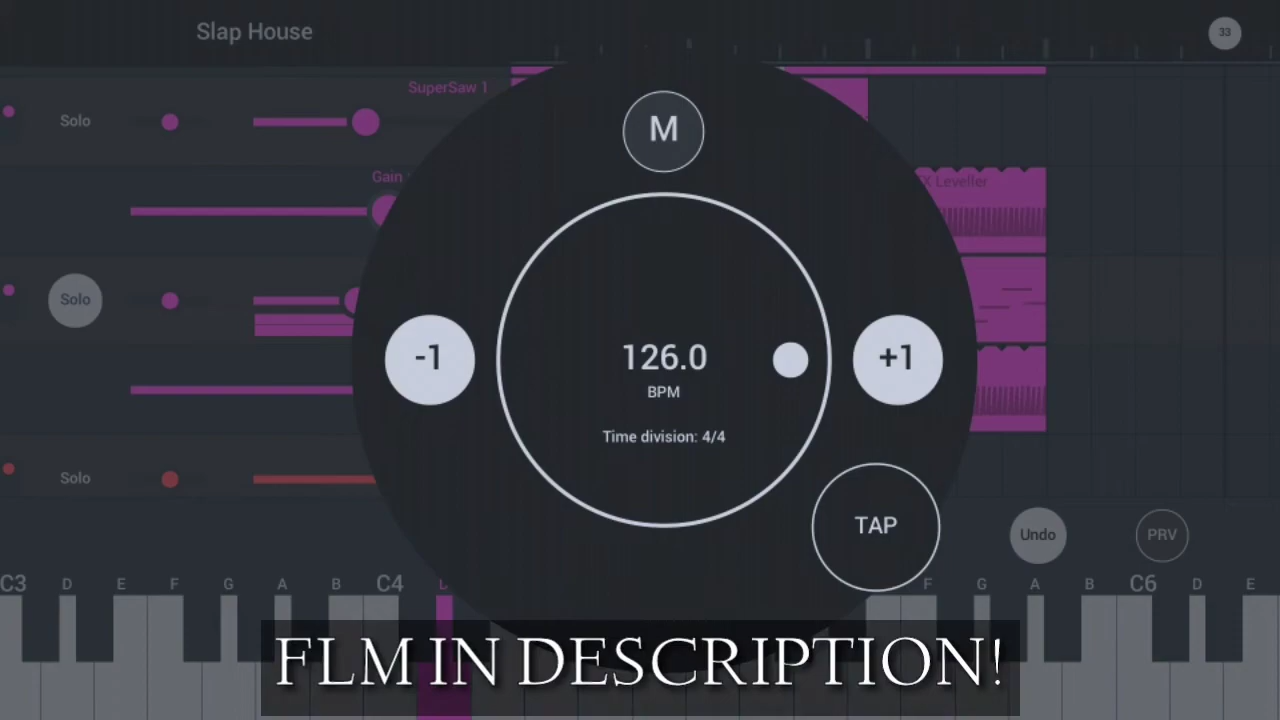 Slap House
33
SuperSaw 1
Solo
M
Gain
X Leveller
Solo
-1
126.0
+1
BPM
Time division: 4/4
Solo
TAP
Undo
PRV
C3 D E F G A B C4 D F G A B C6 D E
FLM IN DESCRIPTION!